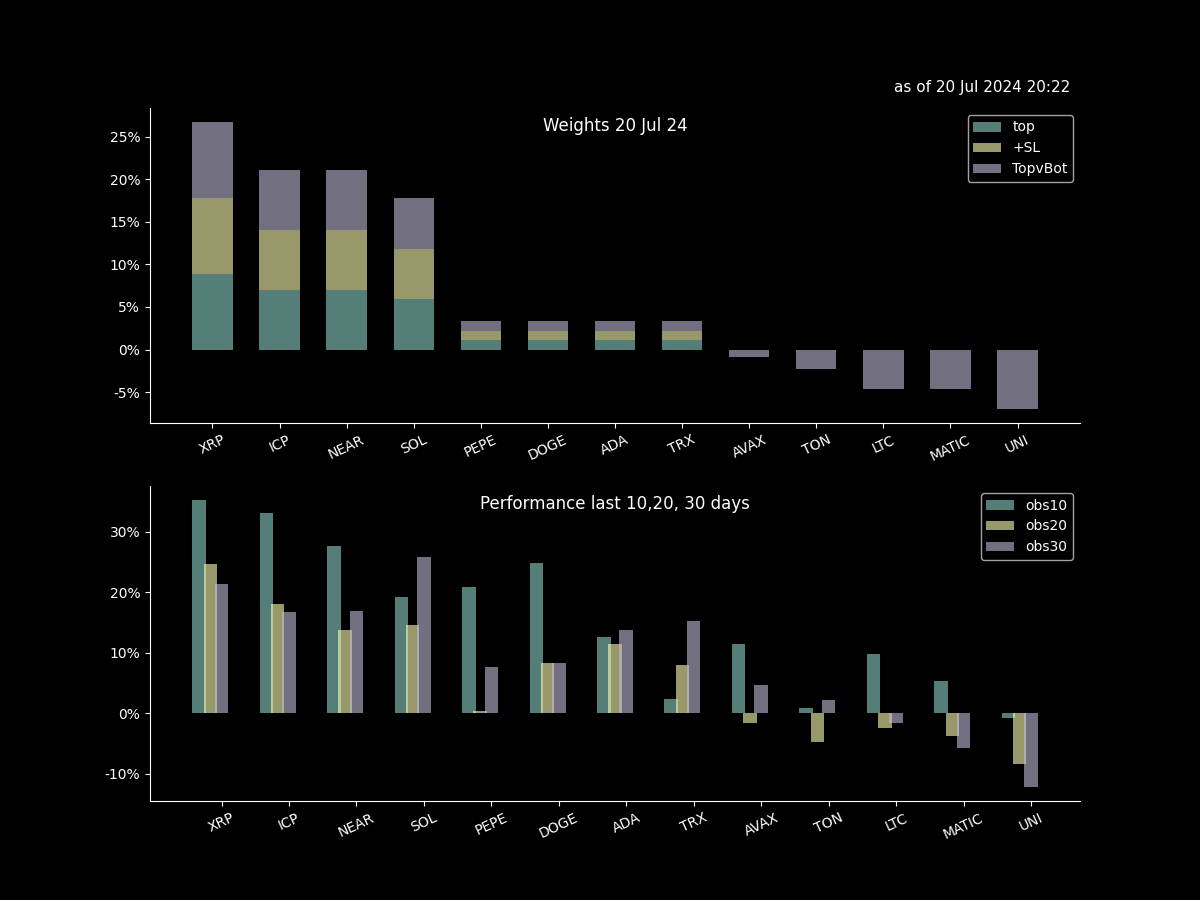 as of 20 Jul 2024 20:22
Weights 20 Jul 24
top
+SL
TopvBot
25%
20%
15%
10%
5%
0%
-5%
XRP ICP NEAR SOL PEPE DOGE ADA TRX AVAX TON LTC MATIC UNI
Performance last 10,20, 30 days
obs10
obs20
obs30
30%
20%
10%
0%
-10%
XRP ICP NEAR SOL PEPE DOGE ADA TRX AVAX TON LTC MATIC UNI